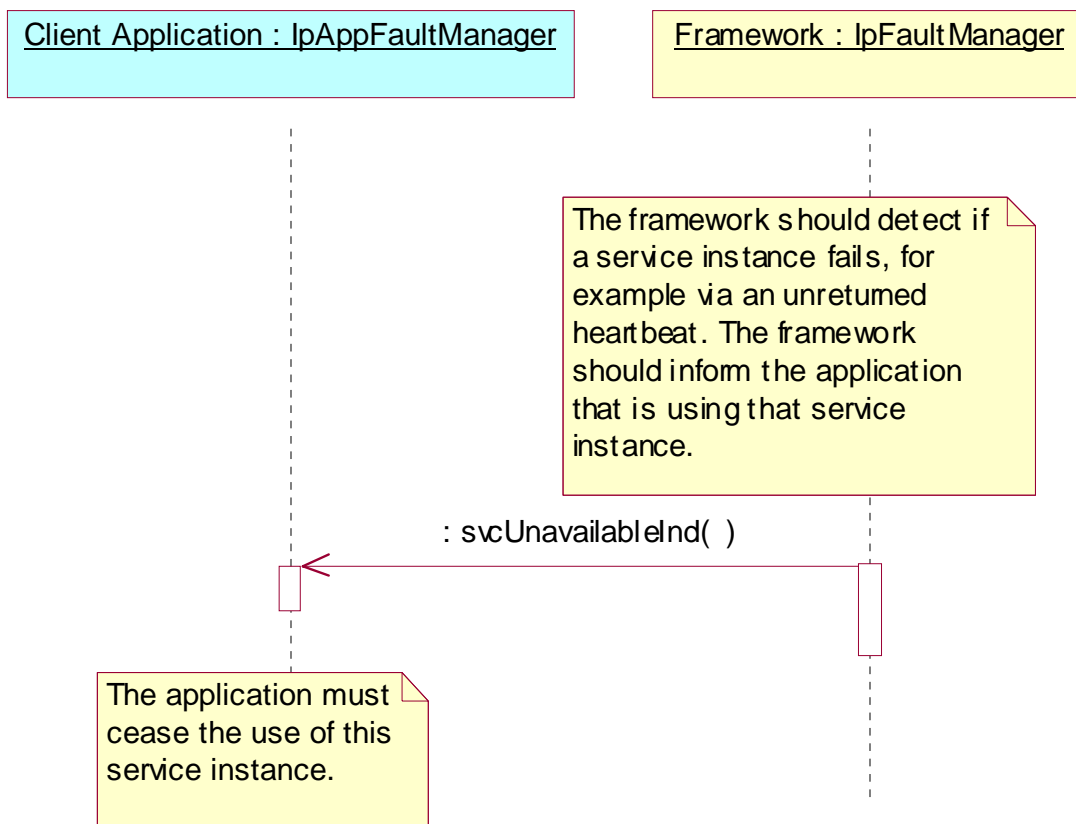 Client Application : IpAppFaultManager
Framework : IpFaultManager
The framework should detect if
a service instance fails, for
example via an unreturned
heartbeat. The framework
should inform the application
that is using that service
instance.
: svcUnavailableInd( )
The application must
cease the use of this
service instance.